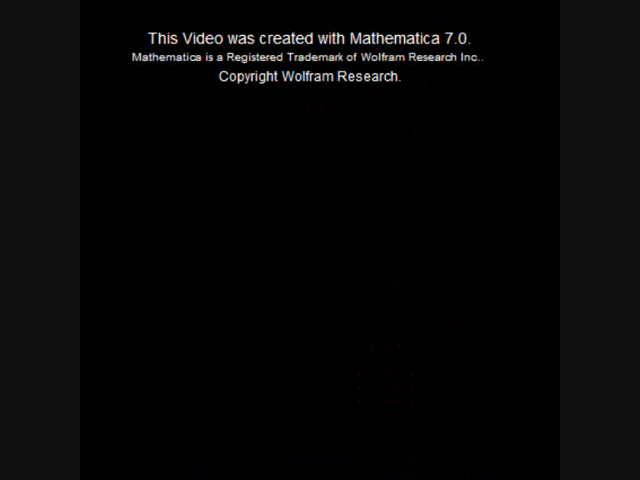 This Video was created with Mathematica 7.0.
Mathematica is a Registered Trademark of Wolfram Research Inc..
Copyright Wolfram Research.